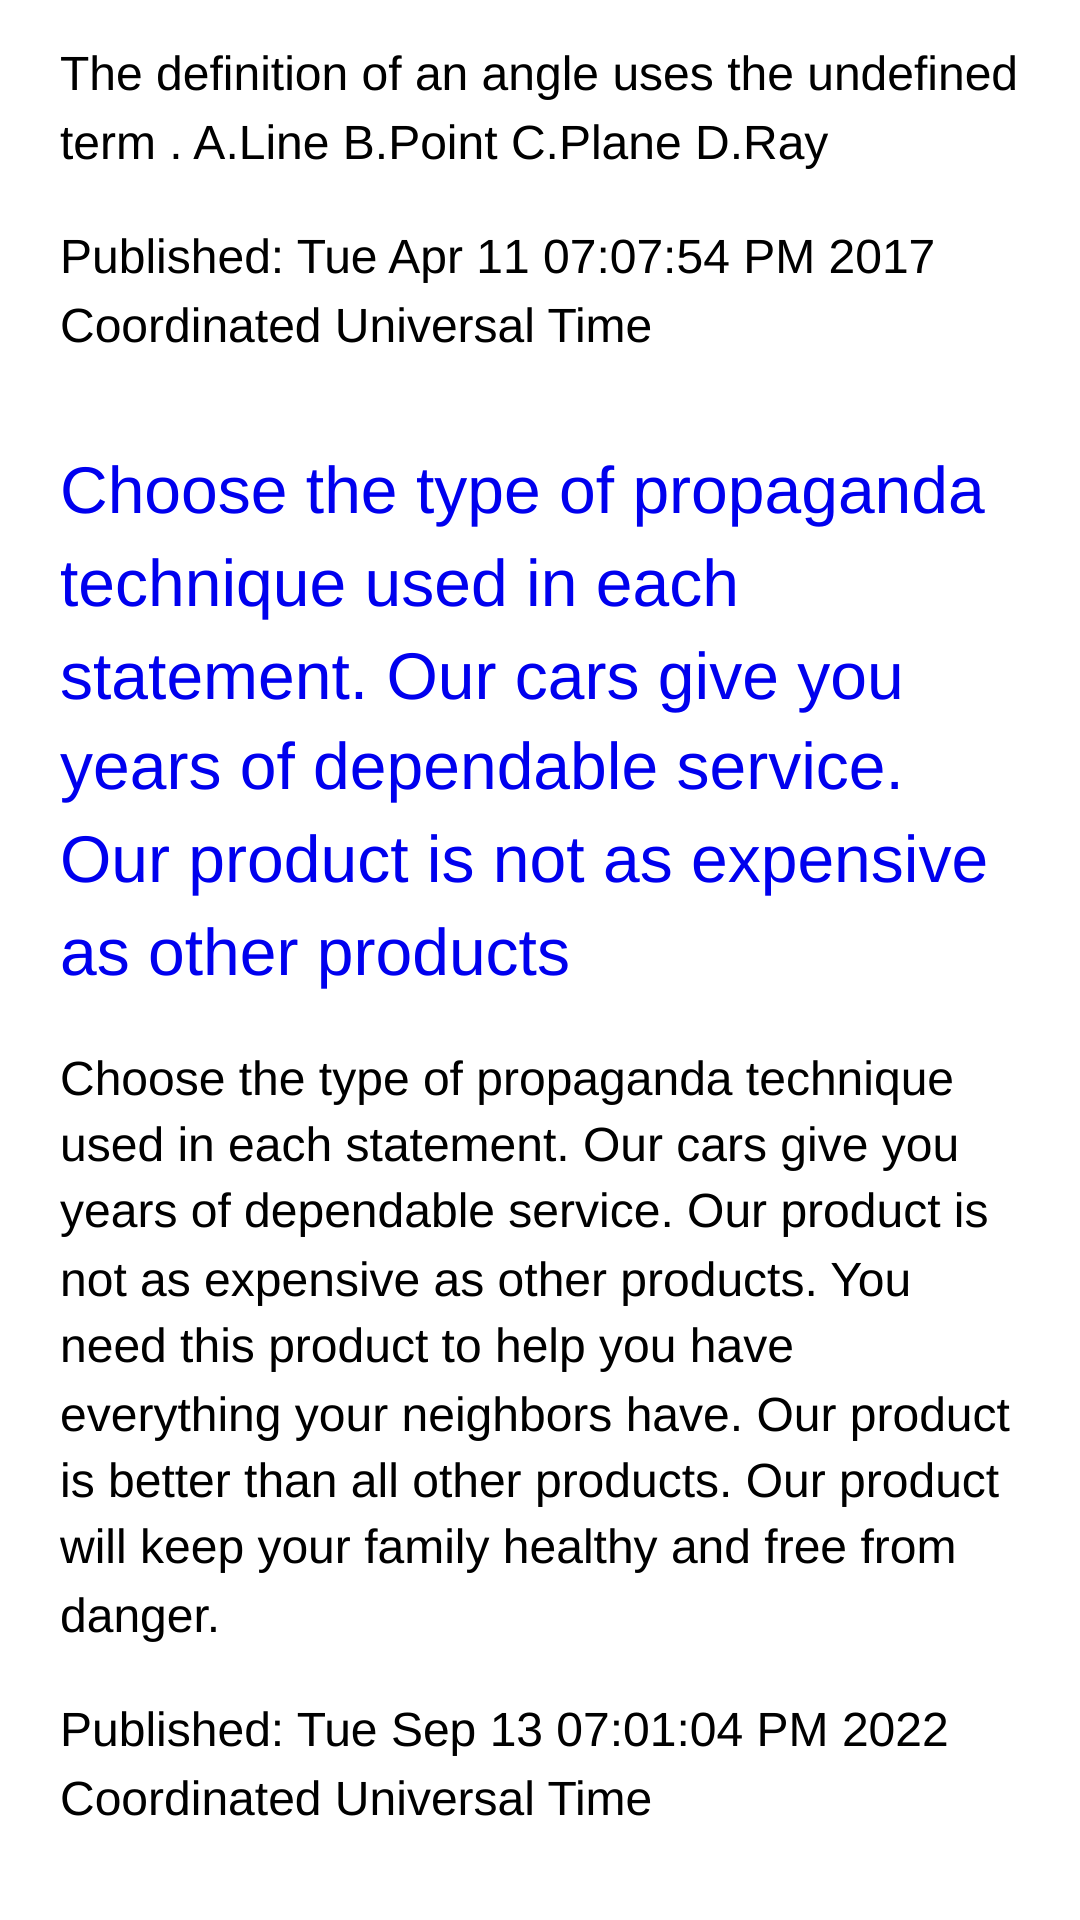 The definition of an angle uses the undefined
term . A.Line B.Point C.Plane D.Ray
Published: Tue Apr 11 07:07:54 PM 2017
Coordinated Universal Time
Choose the type of propaganda
technique used in each
statement. Our cars give you
years of dependable service.
Our product is not as expensive
as other products
Choose the type of propaganda technique
used in each statement. Our cars give you
years of dependable service. Our product is
not as expensive as other products. You
need this product to help you have
everything your neighbors have. Our product
is better than all other products. Our product
will keep your family healthy and free from
danger.
Published: Tue Sep 13 07:01:04 PM 2022
Coordinated Universal Time